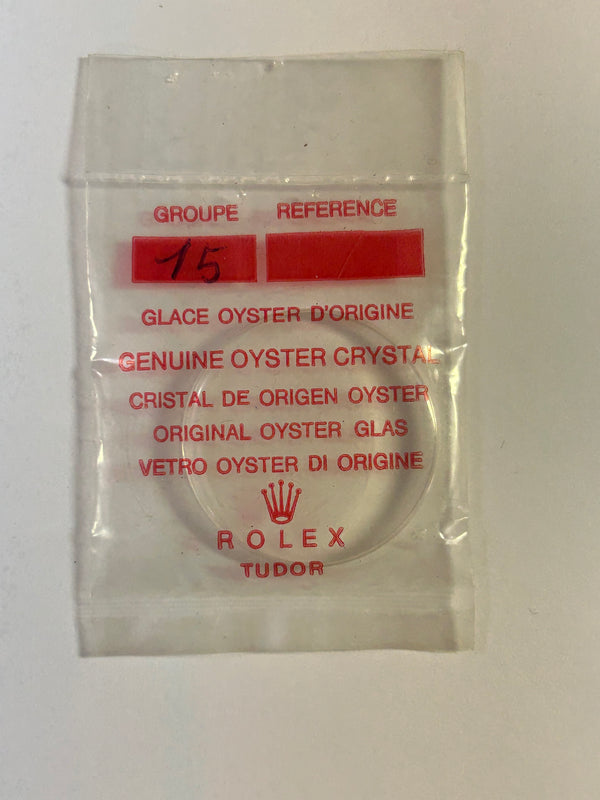 GROUPE REFERENCE
15
GLACE OYSTER D'ORIGINE
GENUINE OYSTER CRYSTAL
CRISTAL DE ORIGEN OYSTER
ORIGINAL OYSTER GLAS
VETRO OYSTER DI ORIGINE
ROLEX
TUDOR